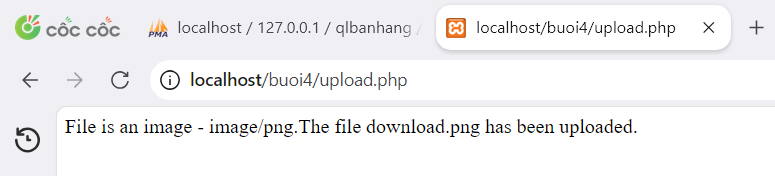 cốc cốc
PMA localhost / 127.0.0.1 / qlbanhang /
localhost/buoi4/upload.php
localhost/buoi4/upload.php
File is an image - image/png.The file download.png has been uploaded.